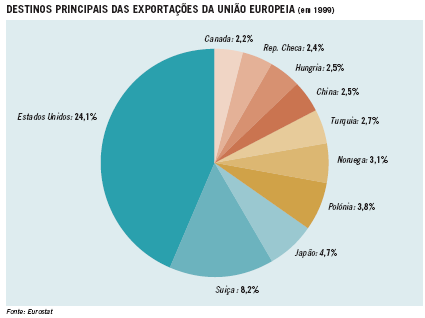 DESTINOS PRINCIPAIS DAS EXPORTAÇÕES DA UNIÃO EUROPEIA (em 1999)
Canada: 2,2%
Rep. Checa: 2,4%
Hungria: 2,5%
China: 2,5%
Estados Unidos: 24,1%
Turquia: 2,7%
Noruega: 3,1%
Polónia: 3,8%
Japão: 4,7%
Suíça: 8,2%
Fonte: Eurostat